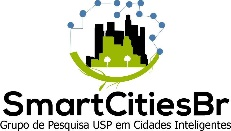 SmartCitiesBr
Grupo de Pesquisa USP em Cidades Inteligentes